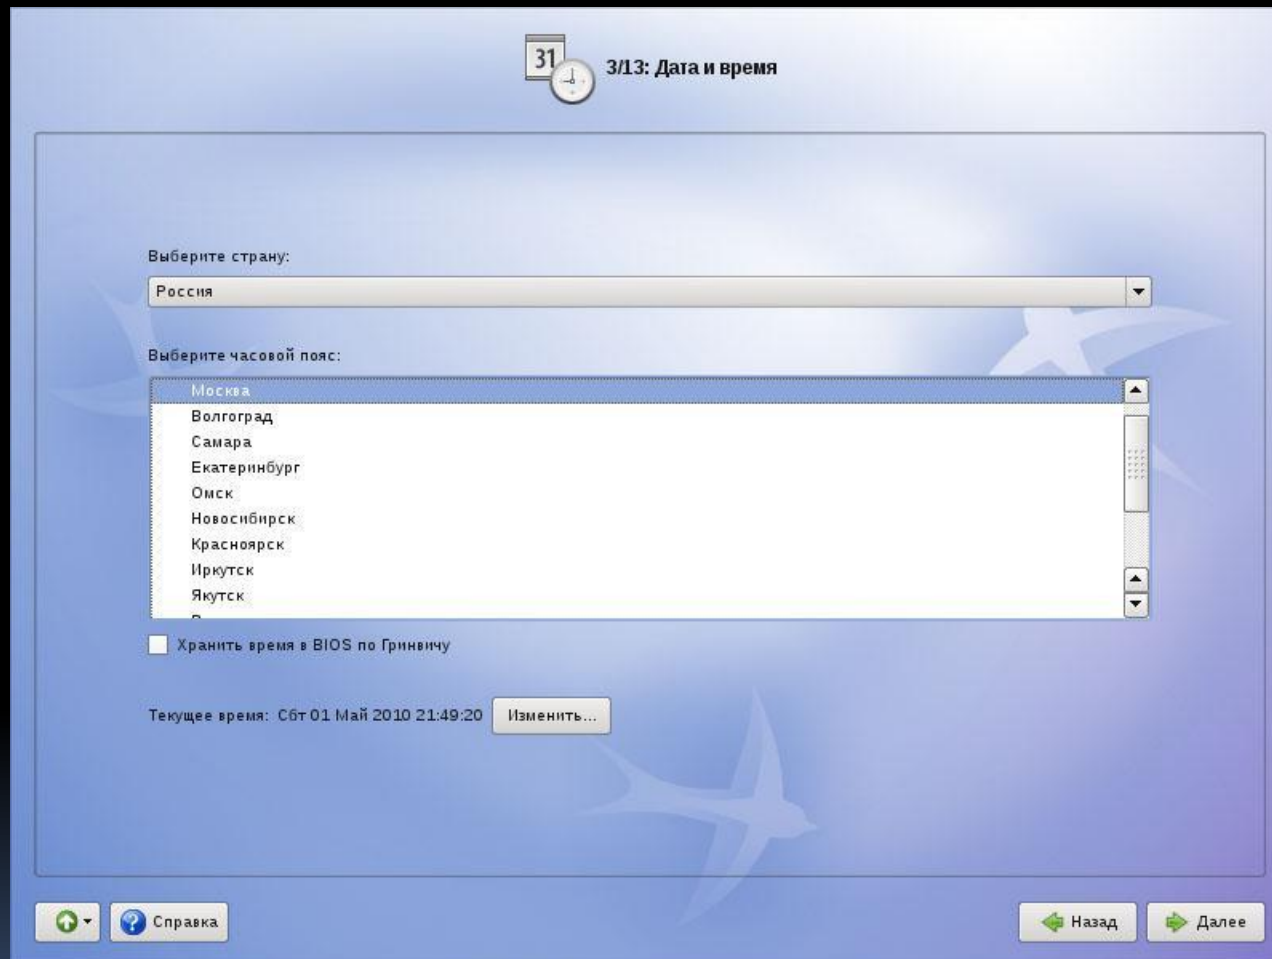 31
3/13: Дата и время
Выберите страну:
Россия
Выберите часовой пояс:
Москва
Волгоград
Самара
Екатеринбург
Омск
Новосибирск
Красноярск
Иркутск
Якутск
Хранить время в BIOS по Гринвичу
Текущее время: Сбт 01 Май 2010 21:49:20 Изменить...
Справка Назад Далее